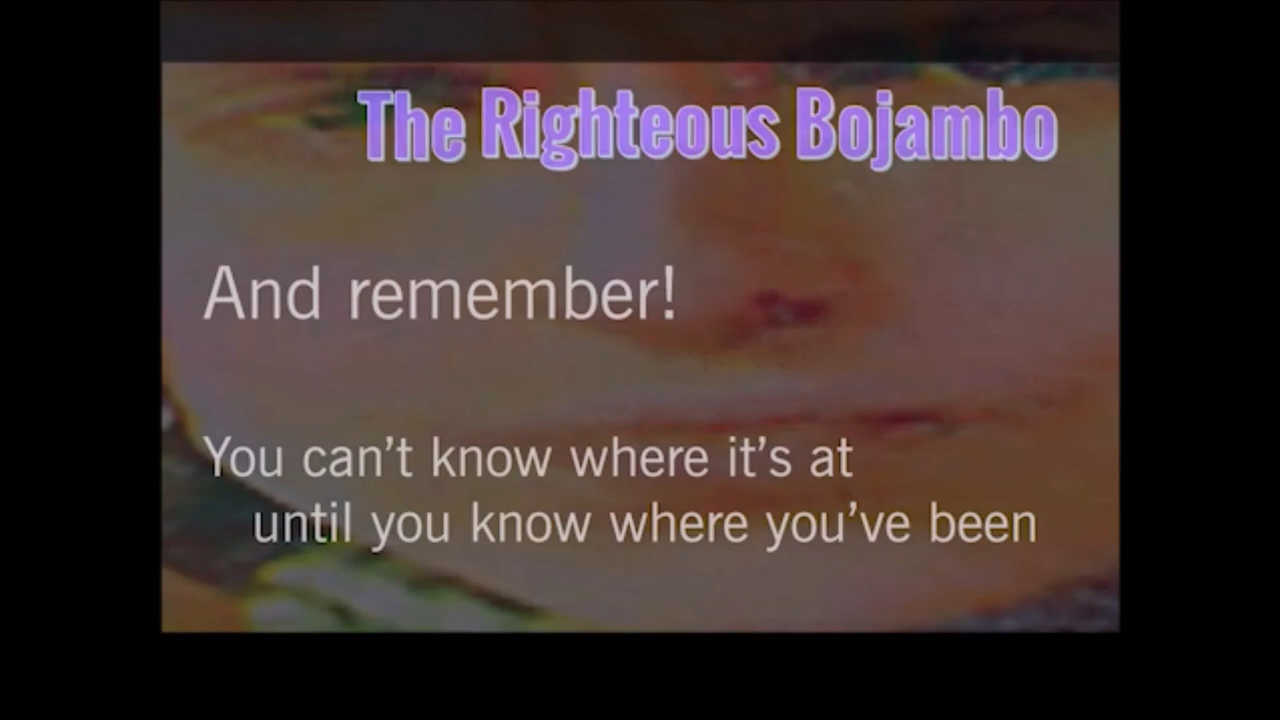 The Righteous Bojambo
And remember!
You can’t know where it’s at
until you know where you’ve been